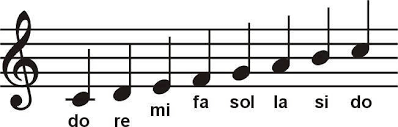 do re mi fa sol la si do